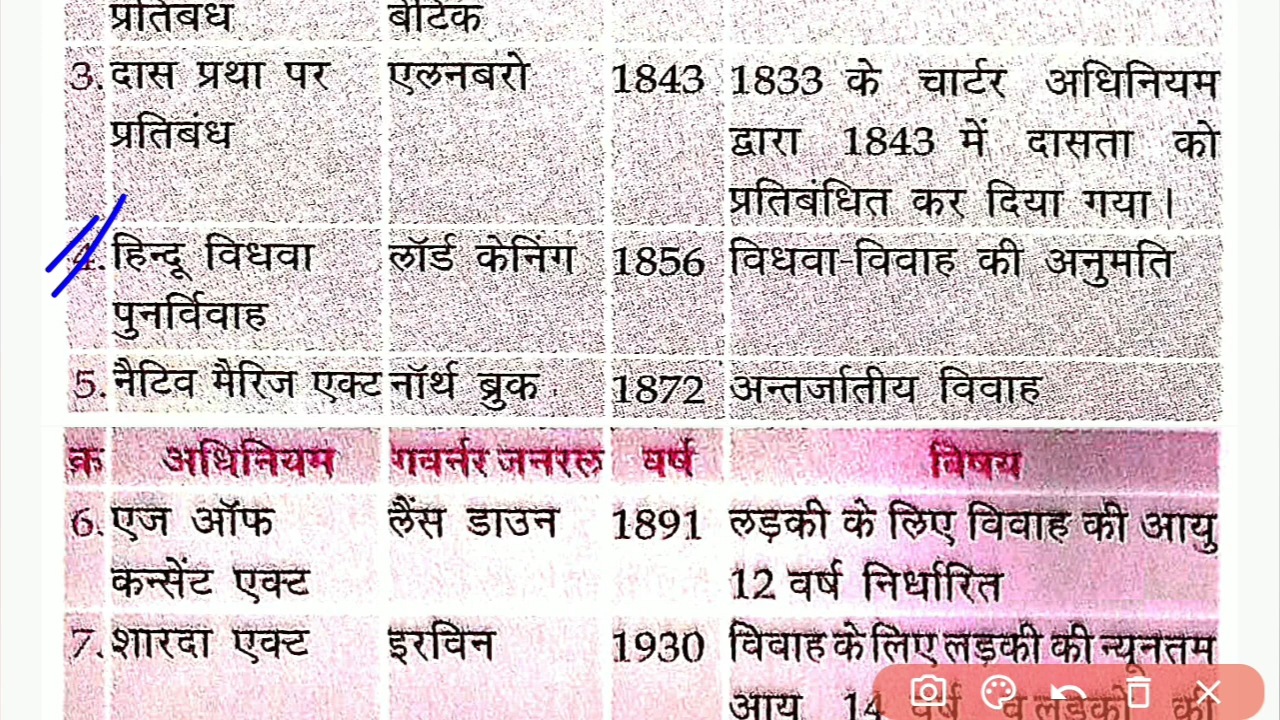 प्रतिबंध बैंटिक
3. दास प्रथा पर एलनबरो 1843 1833 के चार्टर अधिनियम
प्रतिबंध द्वारा 1843 में दासता को
प्रतिबंधित कर दिया गया।
4. हिन्दू विधवा लॉर्ड केनिंग 1856 विधवा-विवाह की अनुमति
पुनर्विवाह
5. नैटिव मैरिज एक्ट नॉर्थ ब्रुक 1872 अन्तर्जातीय विवाह
क्र अधिनियम गवर्नर जनरल वर्ष विषय
6. एज ऑफ लैंस डाउन 1891 लड़की के लिए विवाह की आयु
कन्सेंट एक्ट 12 वर्ष निर्धारित
7. शारदा एक्ट इरविन 1930 विवाह के लिए लड़की की न्यूनतम
आयु 14 वर्ष व लड़कों की